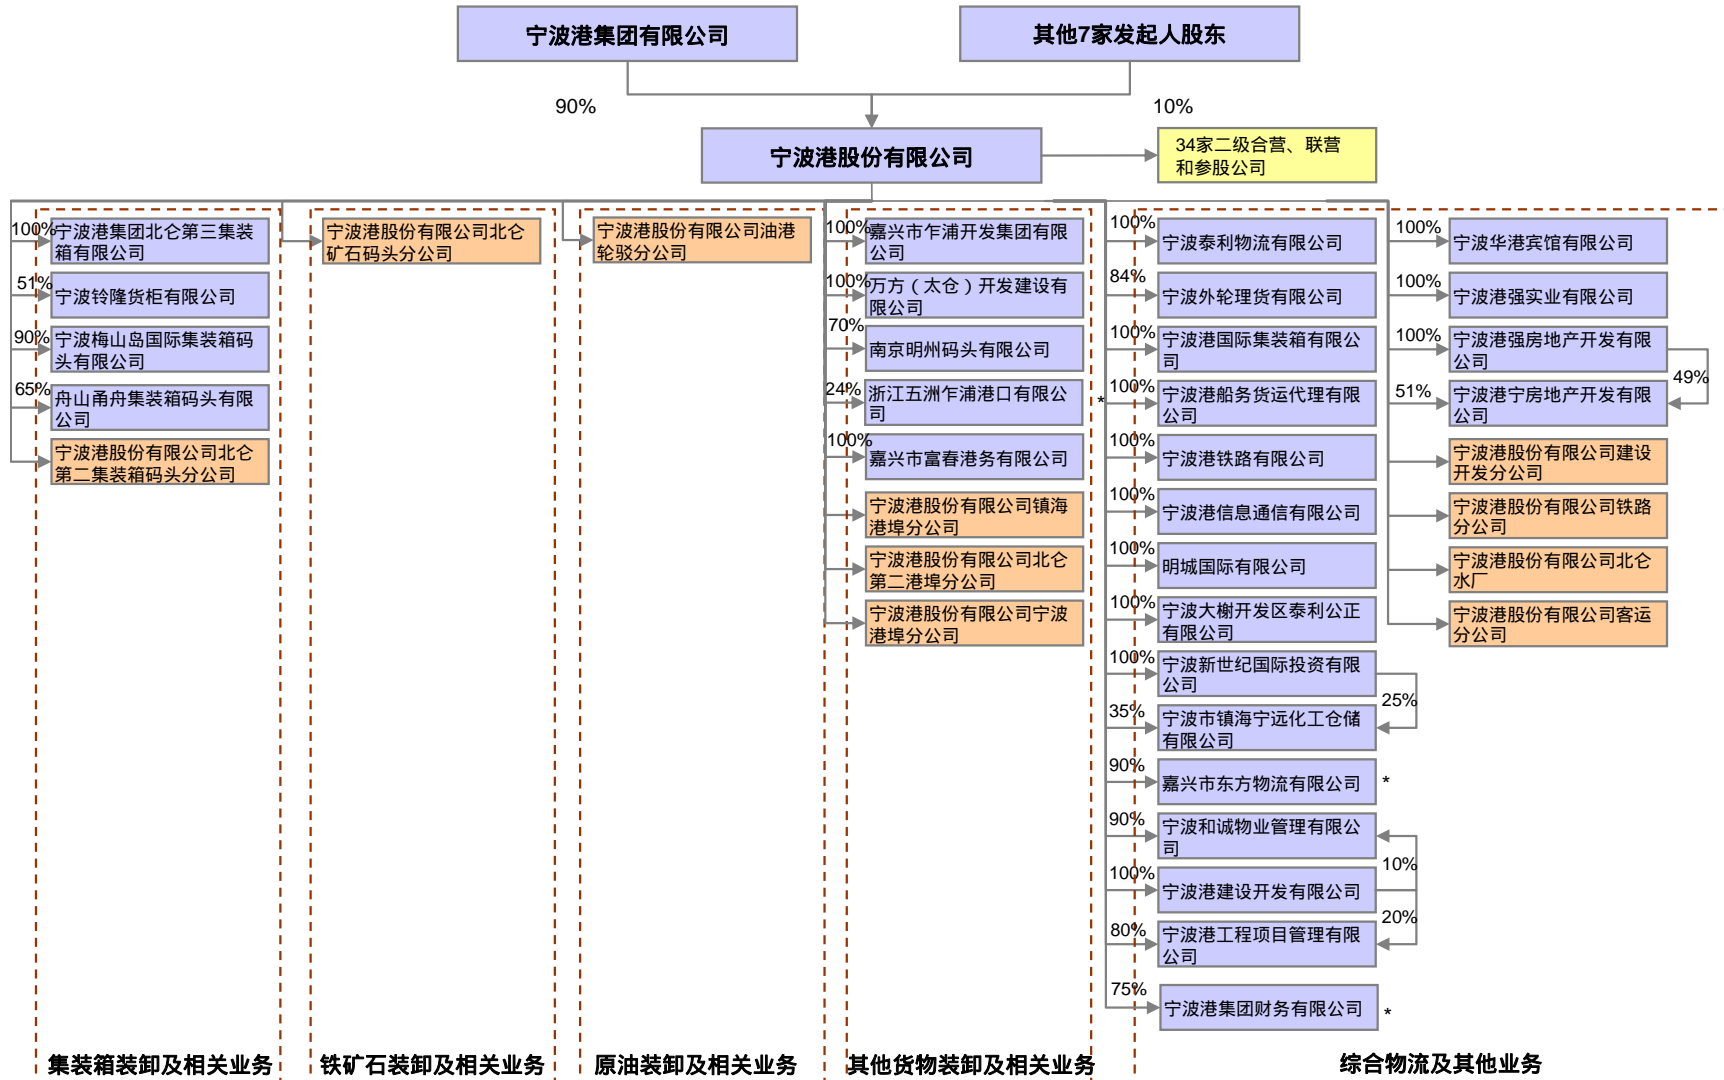 宁波港集团有限公司
其他7家发起人股东
90%
10%
宁波港股份有限公司
34家二级合营、联营
和参股公司
100%
宁波港集团北仑第三集装
箱有限公司
51%
宁波铃隆货柜有限公司
90%
宁波梅山岛国际集装箱码
头有限公司
65%
舟山甬舟集装箱码头有限
公司
宁波港股份有限公司北仑
第二集装箱码头分公司
集装箱装卸及相关业务
宁波港股份有限公司北仑
矿石码头分公司
铁矿石装卸及相关业务
宁波港股份有限公司油港
轮驳分公司
原油装卸及相关业务
100%
嘉兴市乍浦开发集团有限
公司
100%
万方（太仓）开发建设有
限公司
70%
南京明州码头有限公司
24%
浙江五洲乍浦港口有限公
司
*
100%
嘉兴市富春港务有限公司
宁波港股份有限公司镇海
港埠分公司
宁波港股份有限公司北仑
第二港埠分公司
宁波港股份有限公司宁波
港埠分公司
其他货物装卸及相关业务
100%
宁波泰利物流有限公司
84%
宁波外轮理货有限公司
100%
宁波港国际集装箱有限公
司
100%
宁波港船务货运代理有限
公司
100%
宁波港铁路有限公司
100%
宁波港信息通信有限公司
100%
明城国际有限公司
100%
宁波大榭开发区泰利公正
有限公司
100%
宁波新世纪国际投资有限
公司
25%
35%
宁波市镇海宁远化工仓储
有限公司
90%
嘉兴市东方物流有限公司
*
90%
宁波和诚物业管理有限公
司
10%
100%
宁波港建设开发有限公司
20%
80%
宁波港工程项目管理有限
公司
75%
宁波港集团财务有限公司
*
100%
宁波华港宾馆有限公司
100%
宁波港强实业有限公司
100%
宁波港强房地产开发有限
公司
49%
51%
宁波港宁房地产开发有限
公司
宁波港股份有限公司建设
开发分公司
宁波港股份有限公司铁路
分公司
宁波港股份有限公司北仑
水厂
宁波港股份有限公司客运
分公司
综合物流及其他业务